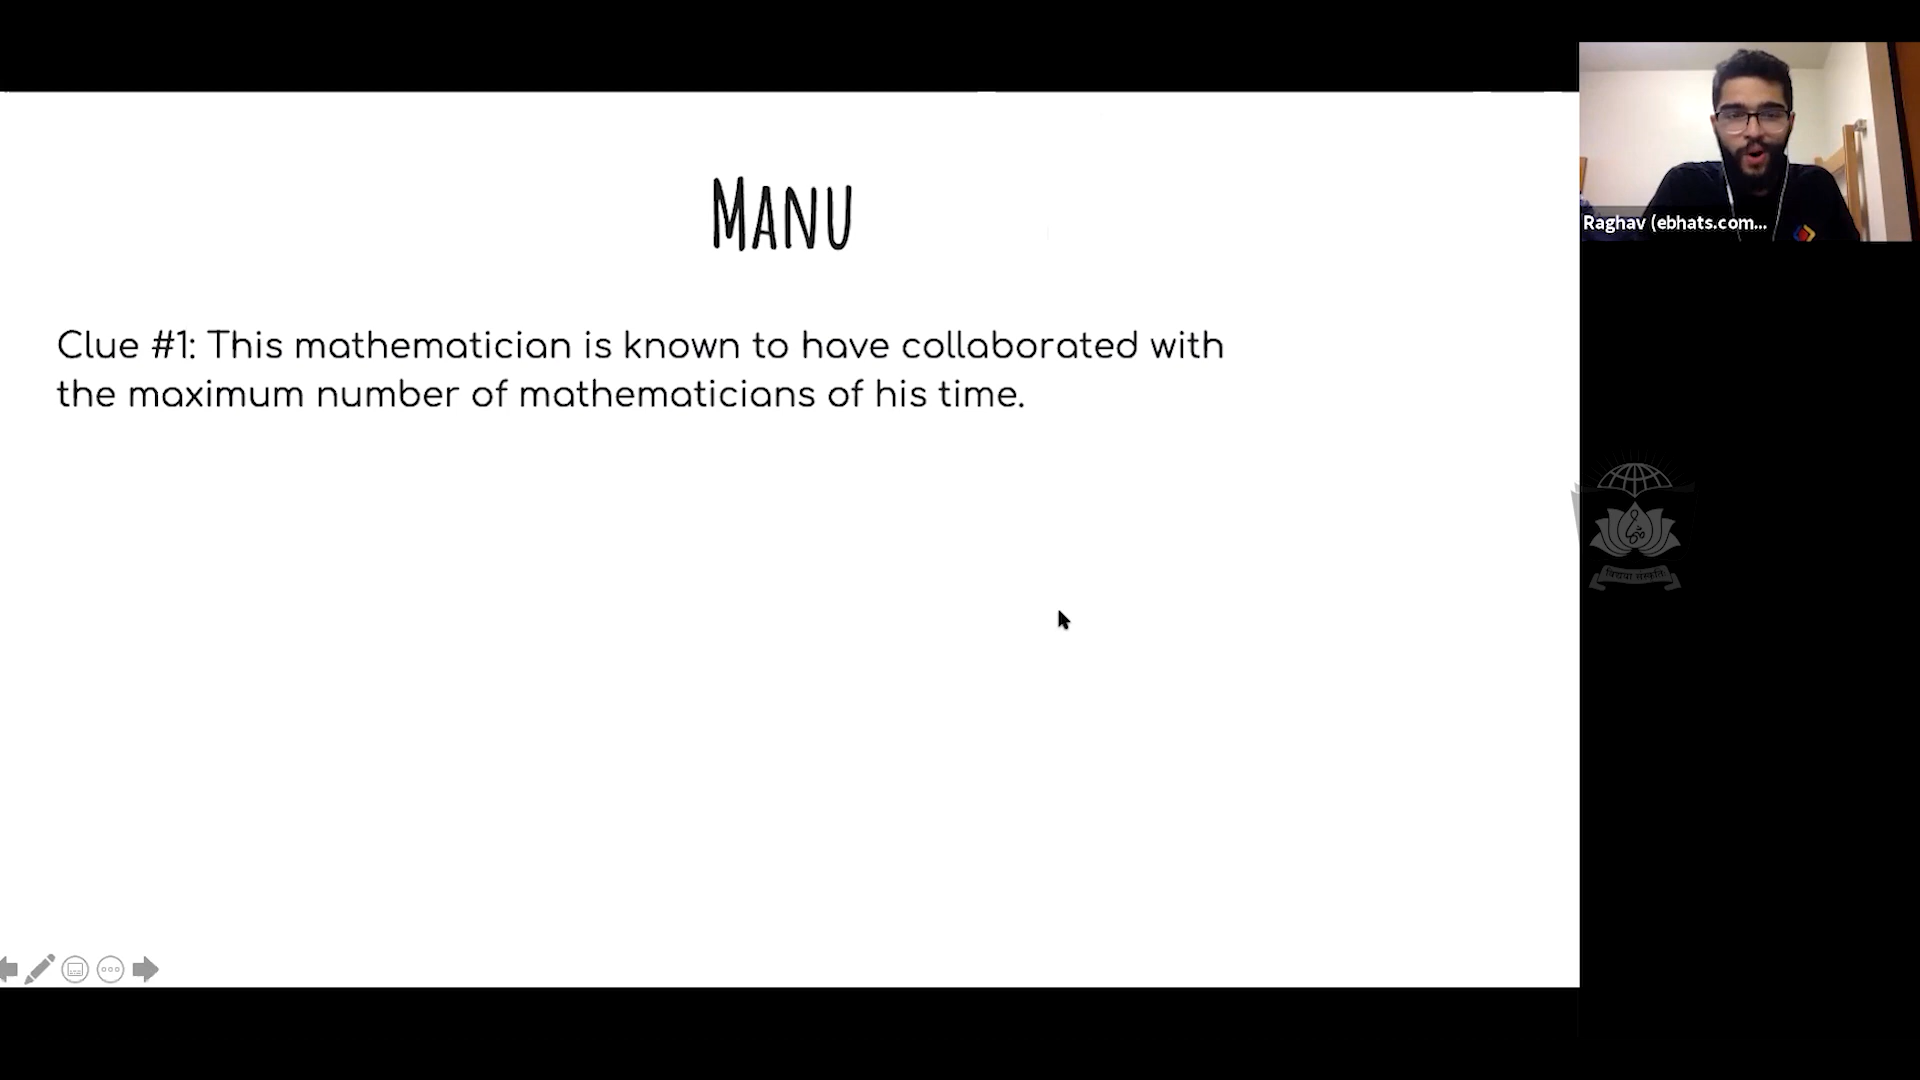 MANU
Clue #1: This mathematician is known to have collaborated with
the maximum number of mathematicians of his time.
Raghav (ebhats.com...
विद्यया संस्कृतिः